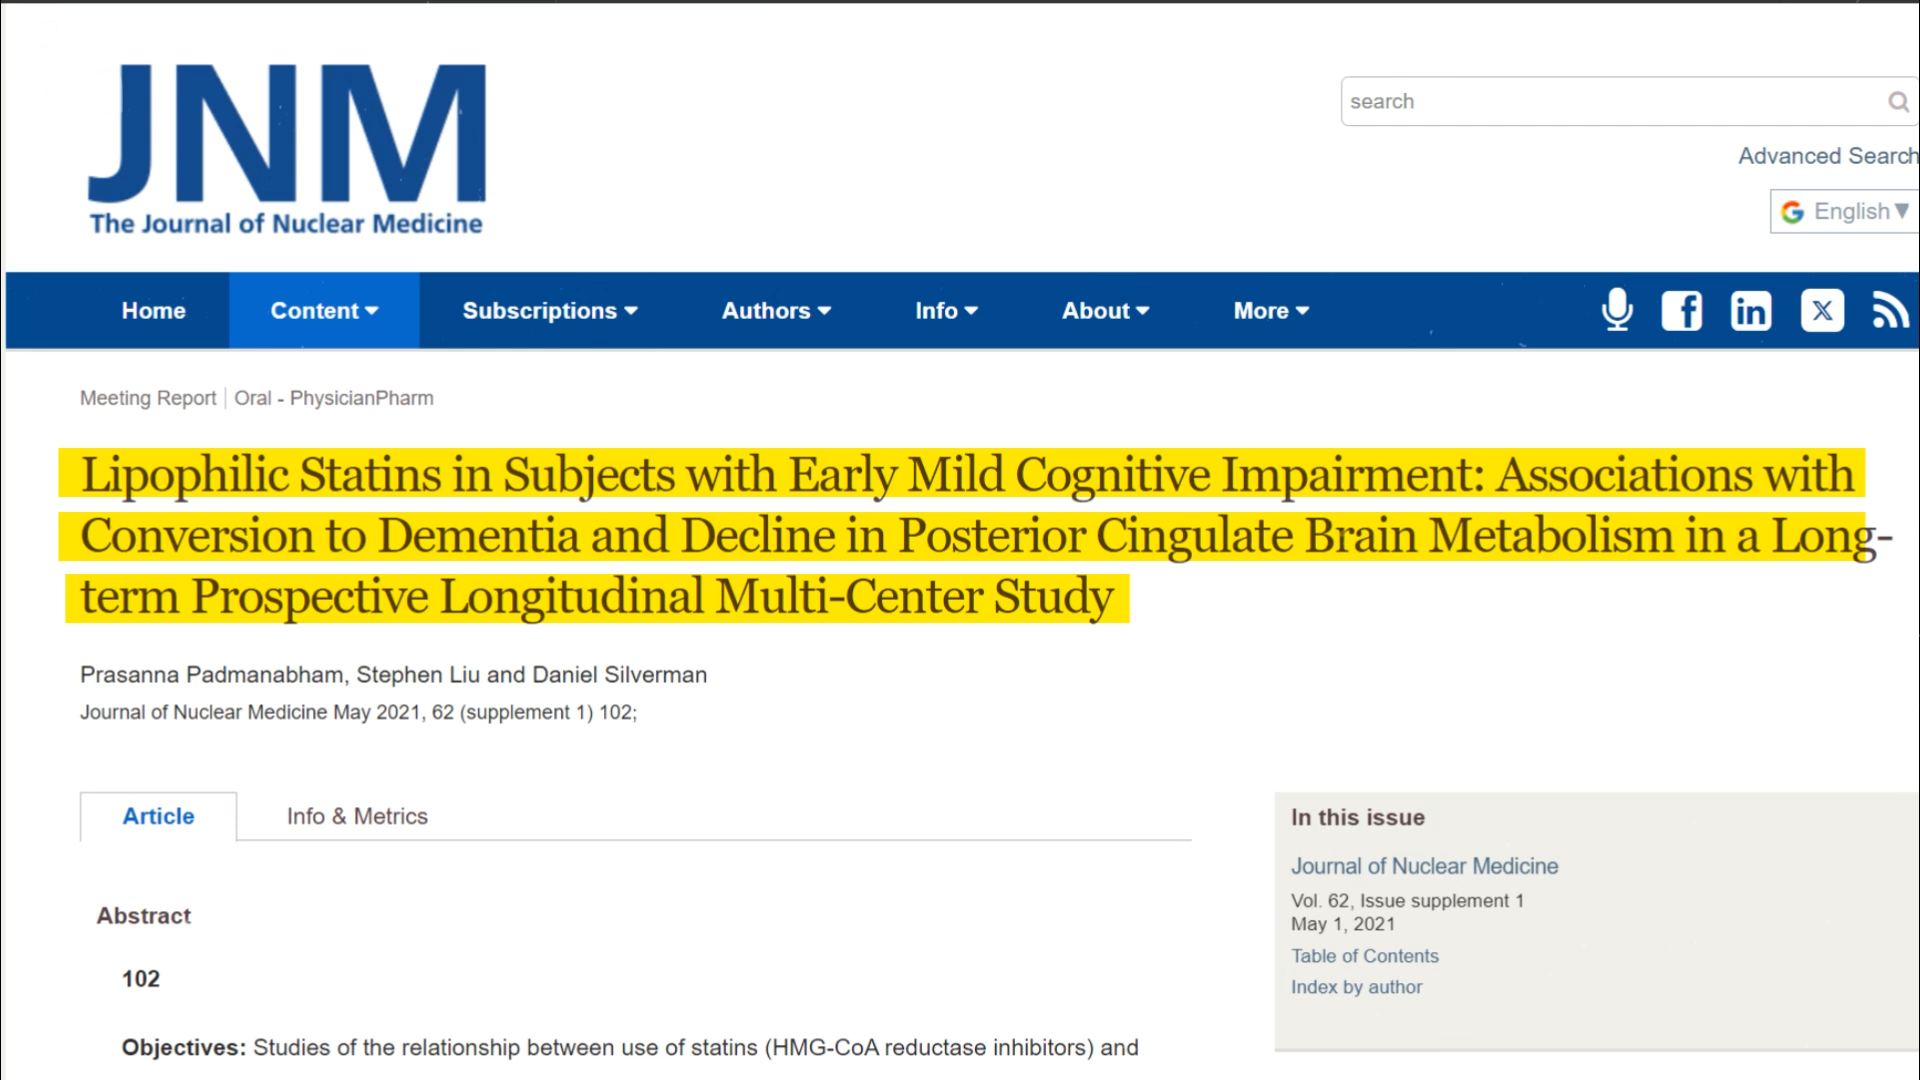 JNM
The Journal of Nuclear Medicine
search
Advanced Search
English▼
Home
Content
Subscriptions
Authors
Info
About
More
Meeting Report | Oral - PhysicianPharm
Lipophilic Statins in Subjects with Early Mild Cognitive Impairment: Associations with
Conversion to Dementia and Decline in Posterior Cingulate Brain Metabolism in a Long-
term Prospective Longitudinal Multi-Center Study
Prasanna Padmanabham, Stephen Liu and Daniel Silverman
Journal of Nuclear Medicine May 2021, 62 (supplement 1) 102;
Article
Info & Metrics
In this issue
Journal of Nuclear Medicine
Vol. 62, Issue supplement 1
May 1, 2021
Table of Contents
Index by author
Abstract
102
Objectives: Studies of the relationship between use of statins (HMG-CoA reductase inhibitors) and